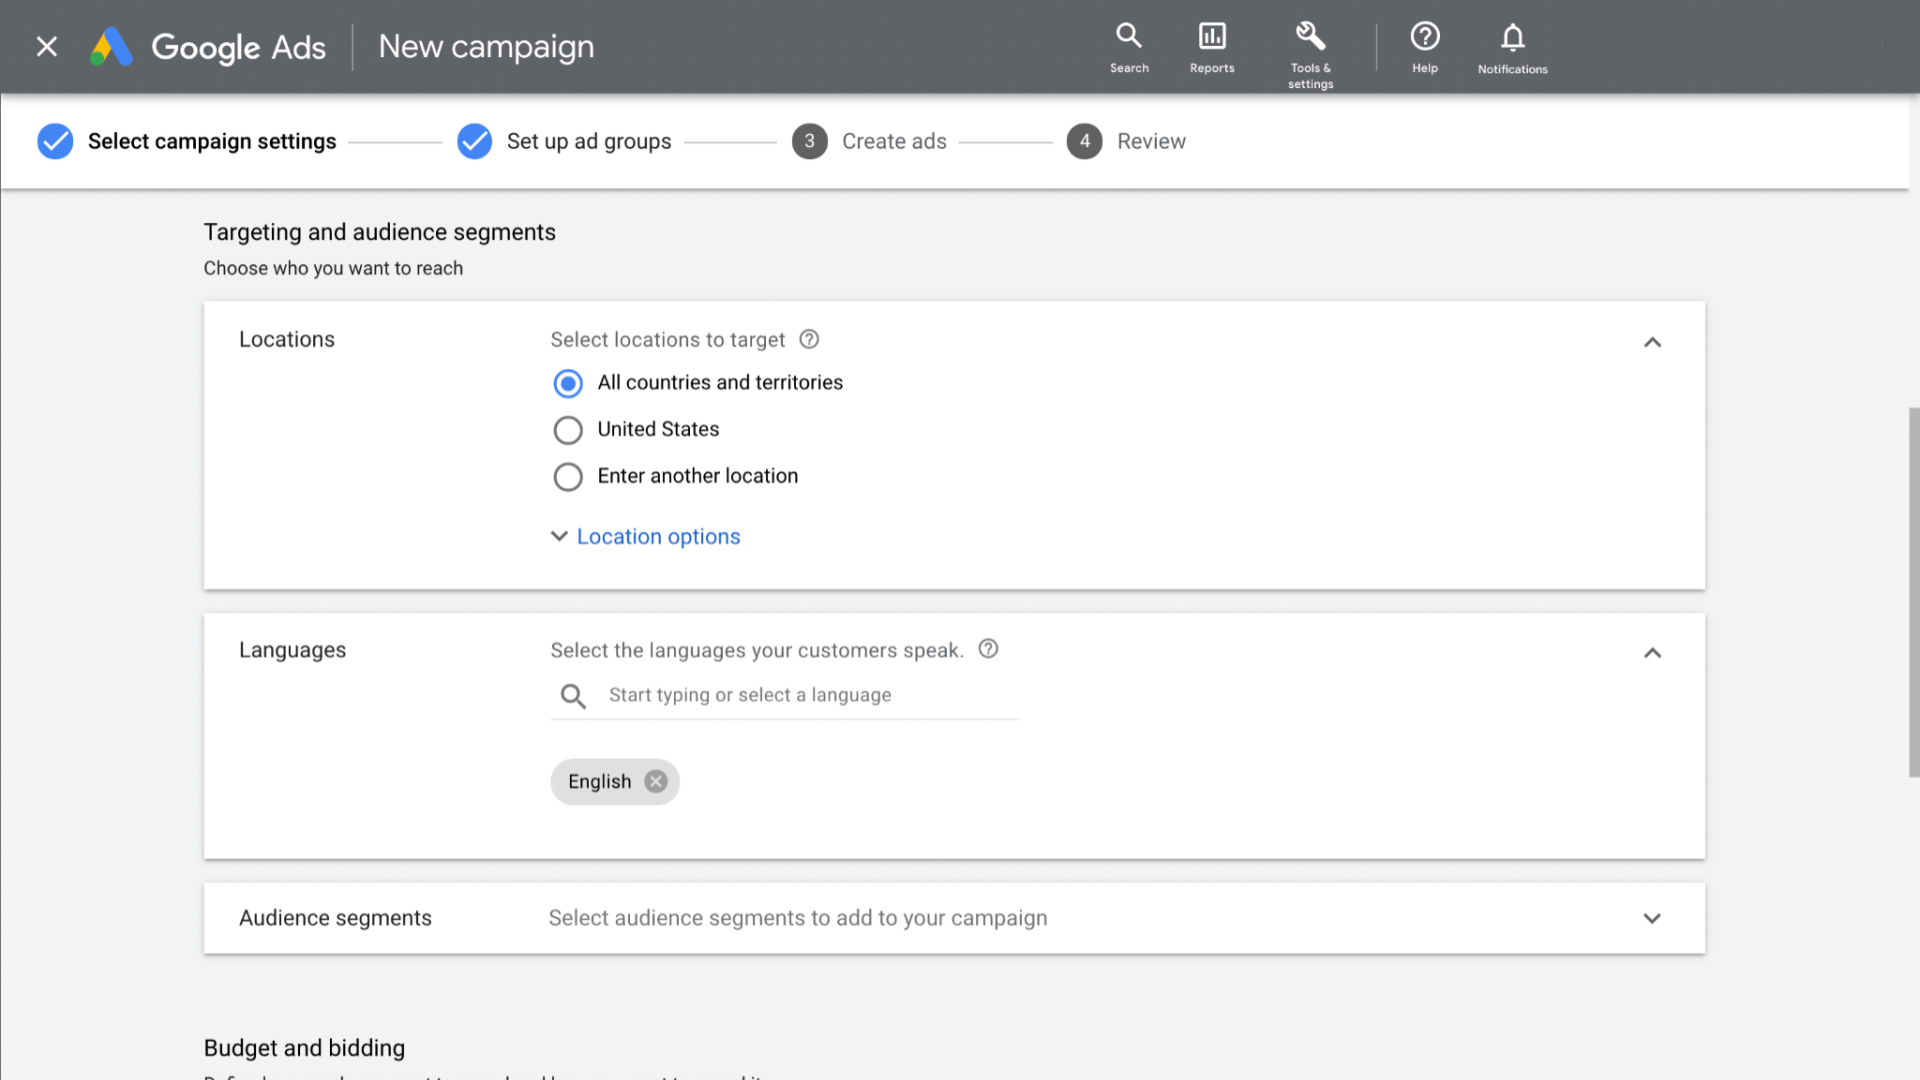 Google Ads
New campaign
Search
Reports
Tools &
settings
Help
Notifications
Select campaign settings
Set up ad groups
3
Create ads
4
Review
Targeting and audience segments
Choose who you want to reach
Locations
Select locations to target
All countries and territories
United States
Enter another location
Location options
Languages
Select the languages your customers speak.
Start typing or select a language
English
Audience segments
Select audience segments to add to your campaign
Budget and bidding